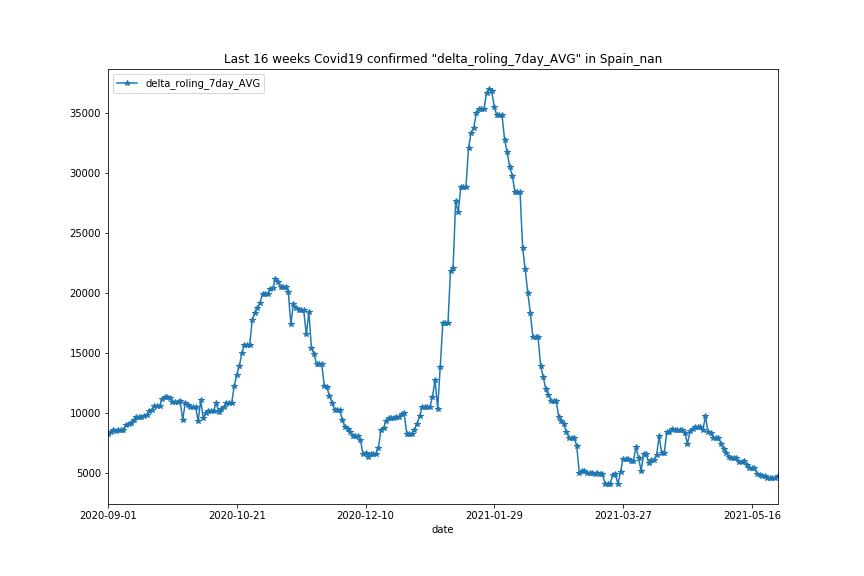 Last 16 weeks Covid19 confirmed "delta_roling_7day_AVG" in Spain_nan
delta_roling_7day_AVG
35000
30000
25000
20000
15000
10000
5000
2020-09-01 2020-10-21 2020-12-10 2021-01-29 2021-03-27 2021-05-16
date